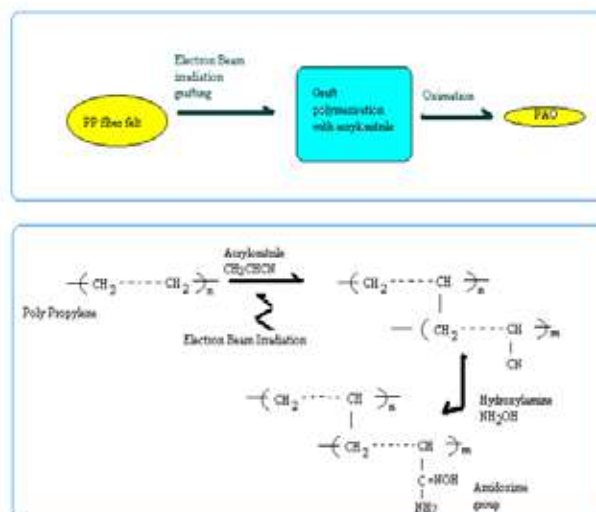 Electron Beam
irradiation
grafting
PP fiber felt
Graft
polymerization
with acrylonitrile
Oximation
PAO
Acrylonitrile
CH2CHCN
—(CH2-----CH2)n
Poly Propylene
Electron Beam Irradiation
—(CH2-----CH)n
—(CH2-----CH)m
CN
Hydroxylamine
NH2OH
—(CH2-----CH)n
—(CH2-----CH)m
C=NOH
NH2
Amidoxime
group